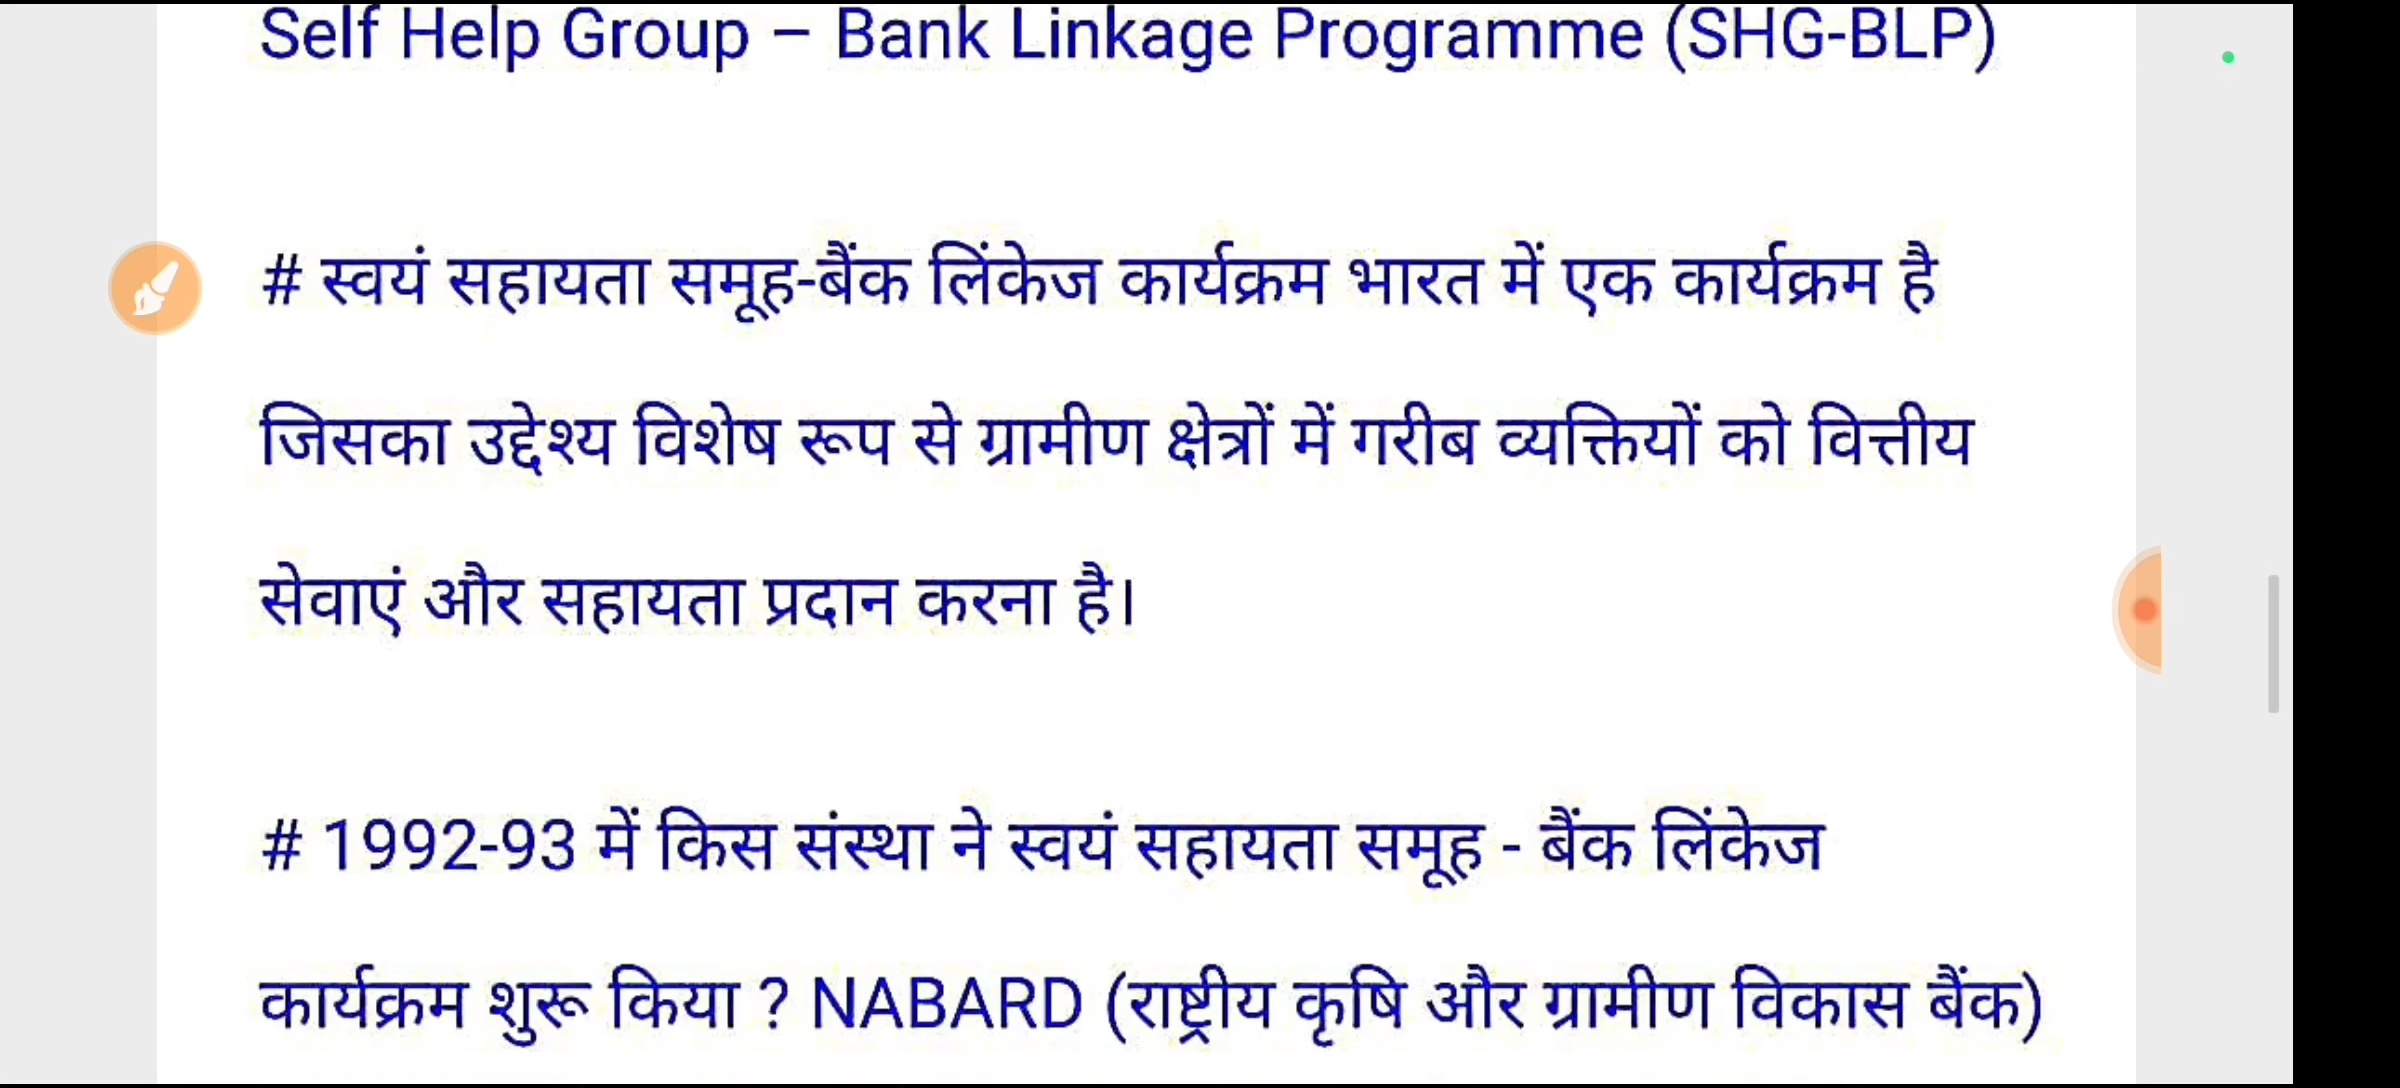 Self Help Group – Bank Linkage Programme (SHG-BLP)
# स्वयं सहायता समूह-बैंक लिंकेज कार्यक्रम भारत में एक कार्यक्रम है
जिसका उद्देश्य विशेष रूप से ग्रामीण क्षेत्रों में गरीब व्यक्तियों को वित्तीय
सेवाएं और सहायता प्रदान करना है।
# 1992-93 में किस संस्था ने स्वयं सहायता समूह - बैंक लिंकेज
कार्यक्रम शुरू किया ? NABARD (राष्ट्रीय कृषि और ग्रामीण विकास बैंक)